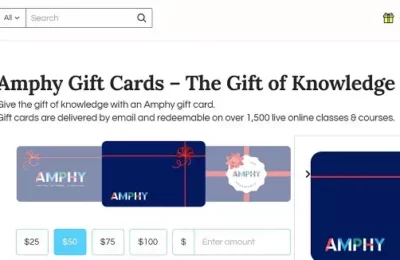 All
Search
Amphy Gift Cards – The Gift of Knowledge
Give the gift of knowledge with an Amphy gift card.
Gift cards are delivered by email and redeemable on over 1,500 live online classes & courses.
AMPHY
AMPHY
AMPHY
AMPHY
$25
$50
$75
$100
$
Enter amount